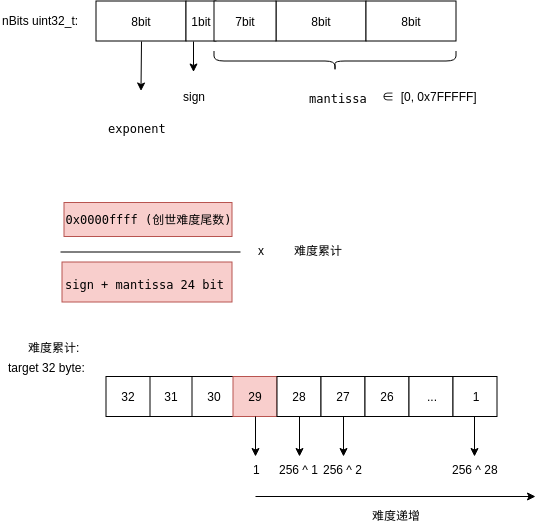 nBits uint32_t: 8bit 1bit 7bit 8bit 8bit
sign
mantissa ∈ [0, 0x7FFFFF]
exponent
0x0000ffff (创世难度尾数)
x 难度累计
sign + mantissa 24 bit
难度累计:
target 32 byte:
32 31 30 29 28 27 26 ... 1
1 256 ^ 1 256 ^ 2 256 ^ 28
难度递增